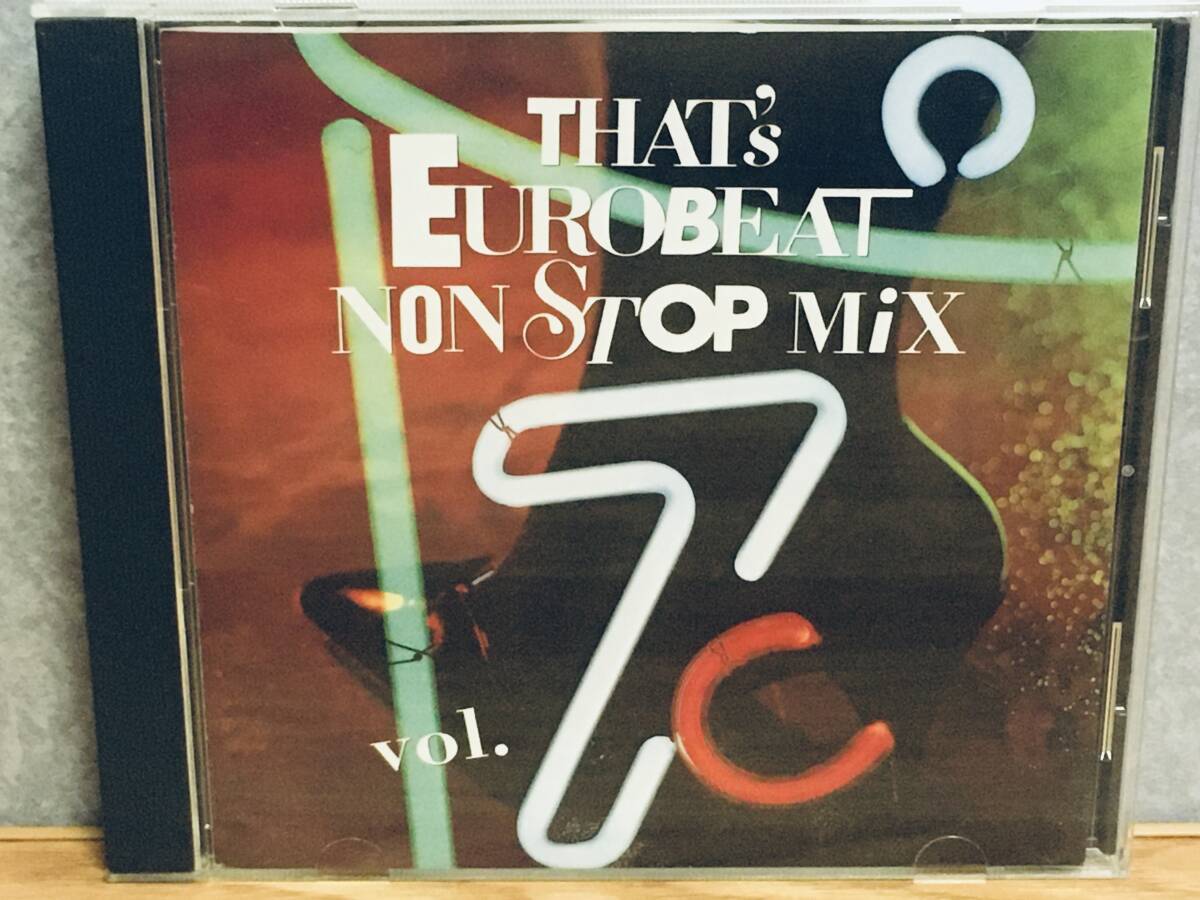 THAT's
EUROBEAT
NON STOP MiX
vol. 7